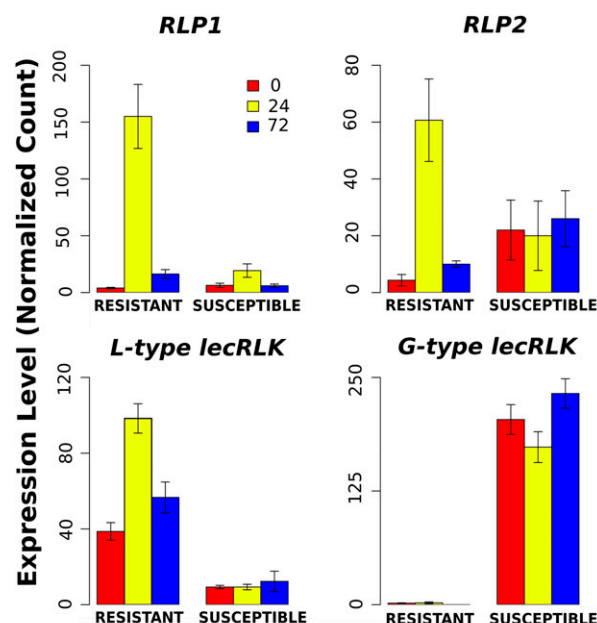 RLP1
RLP2
Expression Level (Normalized Count)
200
150
100
50
0
0
24
72
RESISTANT SUSCEPTIBLE
80
60
40
20
0
RESISTANT SUSCEPTIBLE
L-type lecRLK
G-type lecRLK
120
80
40
0
RESISTANT SUSCEPTIBLE
250
125
0
RESISTANT SUSCEPTIBLE